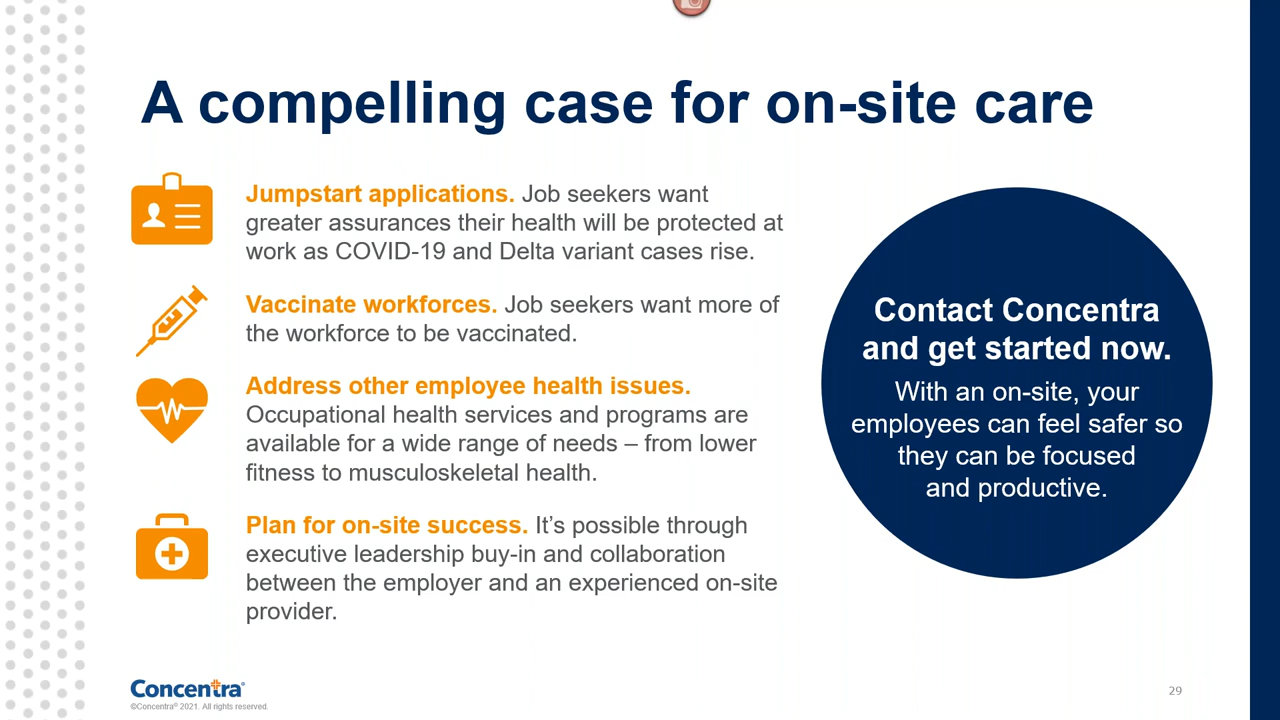 A compelling case for on-site care
Jumpstart applications. Job seekers want
greater assurances their health will be protected at
work as COVID-19 and Delta variant cases rise.
Vaccinate workforces. Job seekers want more of
the workforce to be vaccinated.
Address other employee health issues.
Occupational health services and programs are
available for a wide range of needs – from lower
fitness to musculoskeletal health.
Plan for on-site success. It’s possible through
executive leadership buy-in and collaboration
between the employer and an experienced on-site
provider.
Contact Concentra
and get started now.
With an on-site, your
employees can feel safer so
they can be focused
and productive.
Concentra®
©Concentra® 2021. All rights reserved.
29